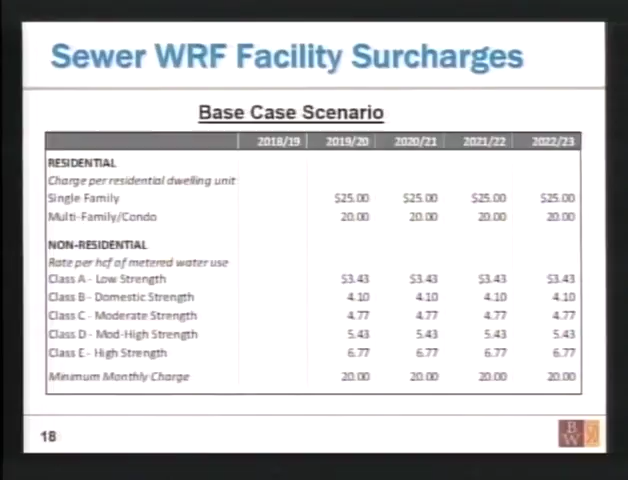 Sewer WRF Facility Surcharges
Base Case Scenario
2018/19 2019/20 2020/21 2021/22 2022/23
RESIDENTIAL
Charge per residential dwelling unit
Single Family $25.00 $25.00 $25.00 $25.00
Multi-Family/Condo 20.00 20.00 20.00 20.00
NON-RESIDENTIAL
Rate per hcf of metered water use
Class A - Low Strength $3.43 $3.43 $3.43 $3.43
Class B - Domestic Strength 4.10 4.10 4.10 4.10
Class C - Moderate Strength 4.77 4.77 4.77 4.77
Class D - Mod-High Strength 5.43 5.43 5.43 5.43
Class E - High Strength 6.77 6.77 6.77 6.77
Minimum Monthly Charge 20.00 20.00 20.00 20.00
18
B
W